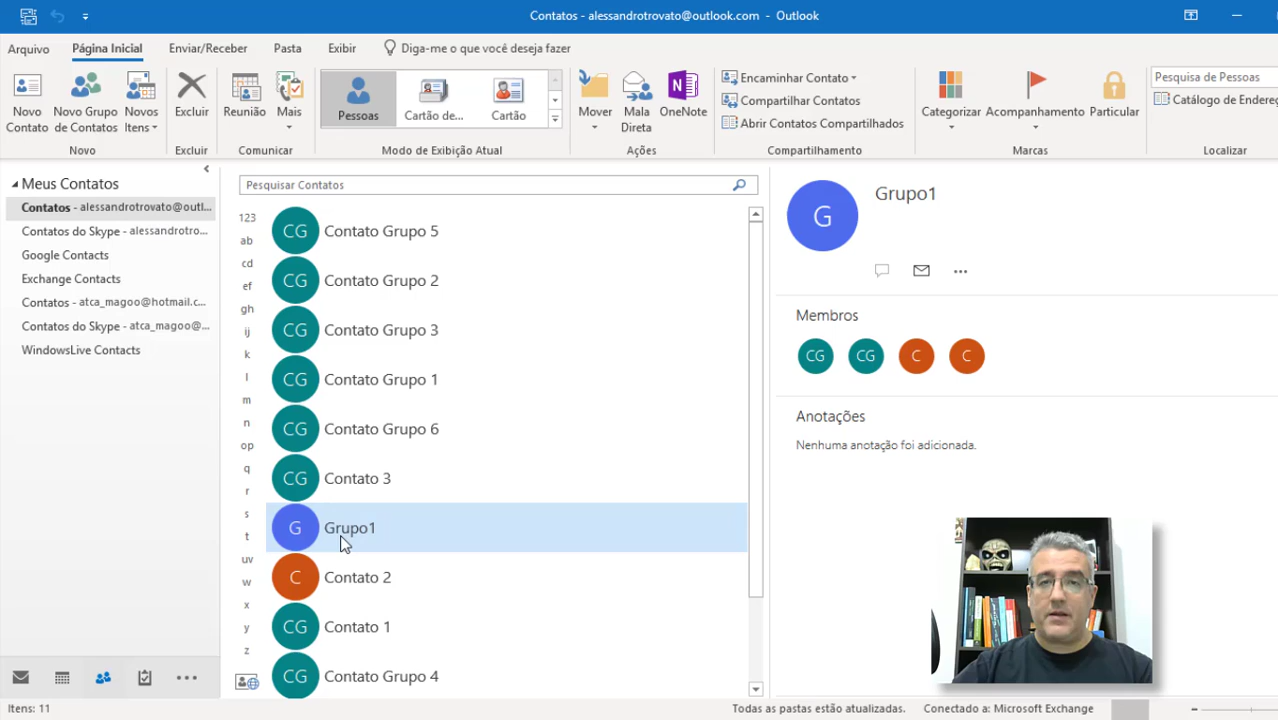 Contatos - alessandrotrovato@outlook.com - Outlook
Arquivo Página Inicial Enviar/Receber Pasta Exibir Diga-me o que você deseja fazer
Novo Contato
Novo Grupo de Contatos
Novos Itens
Excluir
Reunião
Mais
Pessoas
Cartão de...
Cartão
Mover
Mala Direta
OneNote
Encaminhar Contato
Compartilhar Contatos
Abrir Contatos Compartilhados
Categorizar
Acompanhamento
Particular
Pesquisa de Pessoas
Catálogo de Endere
Novo Excluir Comunicar Modo de Exibição Atual Ações Compartilhamento Marcas Localizar
Meus Contatos
Contatos - alessandrotrovato@outl...
Contatos do Skype - alessandrotro...
Google Contacts
Exchange Contacts
Contatos - atca_magoo@hotmail.c...
Contatos do Skype - atca_magoo@...
WindowsLive Contacts
Pesquisar Contatos
123
ab
cd
ef
gh
ij
k
l
m
n
op
q
r
s
t
uv
w
x
y
z
CG Contato Grupo 5
CG Contato Grupo 2
CG Contato Grupo 3
CG Contato Grupo 1
CG Contato Grupo 6
CG Contato 3
G Grupo1
C Contato 2
CG Contato 1
CG Contato Grupo 4
G Grupo1
Membros
CG CG C C
Anotações
Nenhuma anotação foi adicionada.
Itens: 11 Todas as pastas estão atualizadas. Conectado a: Microsoft Exchange